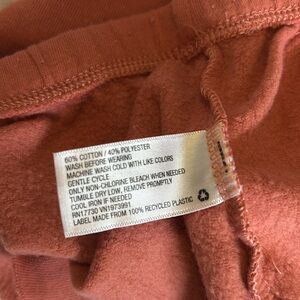 60% COTTON / 40% POLYESTER
WASH BEFORE WEARING
MACHINE WASH COLD WITH LIKE COLORS
GENTLE CYCLE
ONLY NON-CHLORINE BLEACH WHEN NEEDED
TUMBLE DRY LOW, REMOVE PROMPTLY
COOL IRON IF NEEDED
RN17730 VN1973991
LABEL MADE FROM 100% RECYCLED PLASTIC